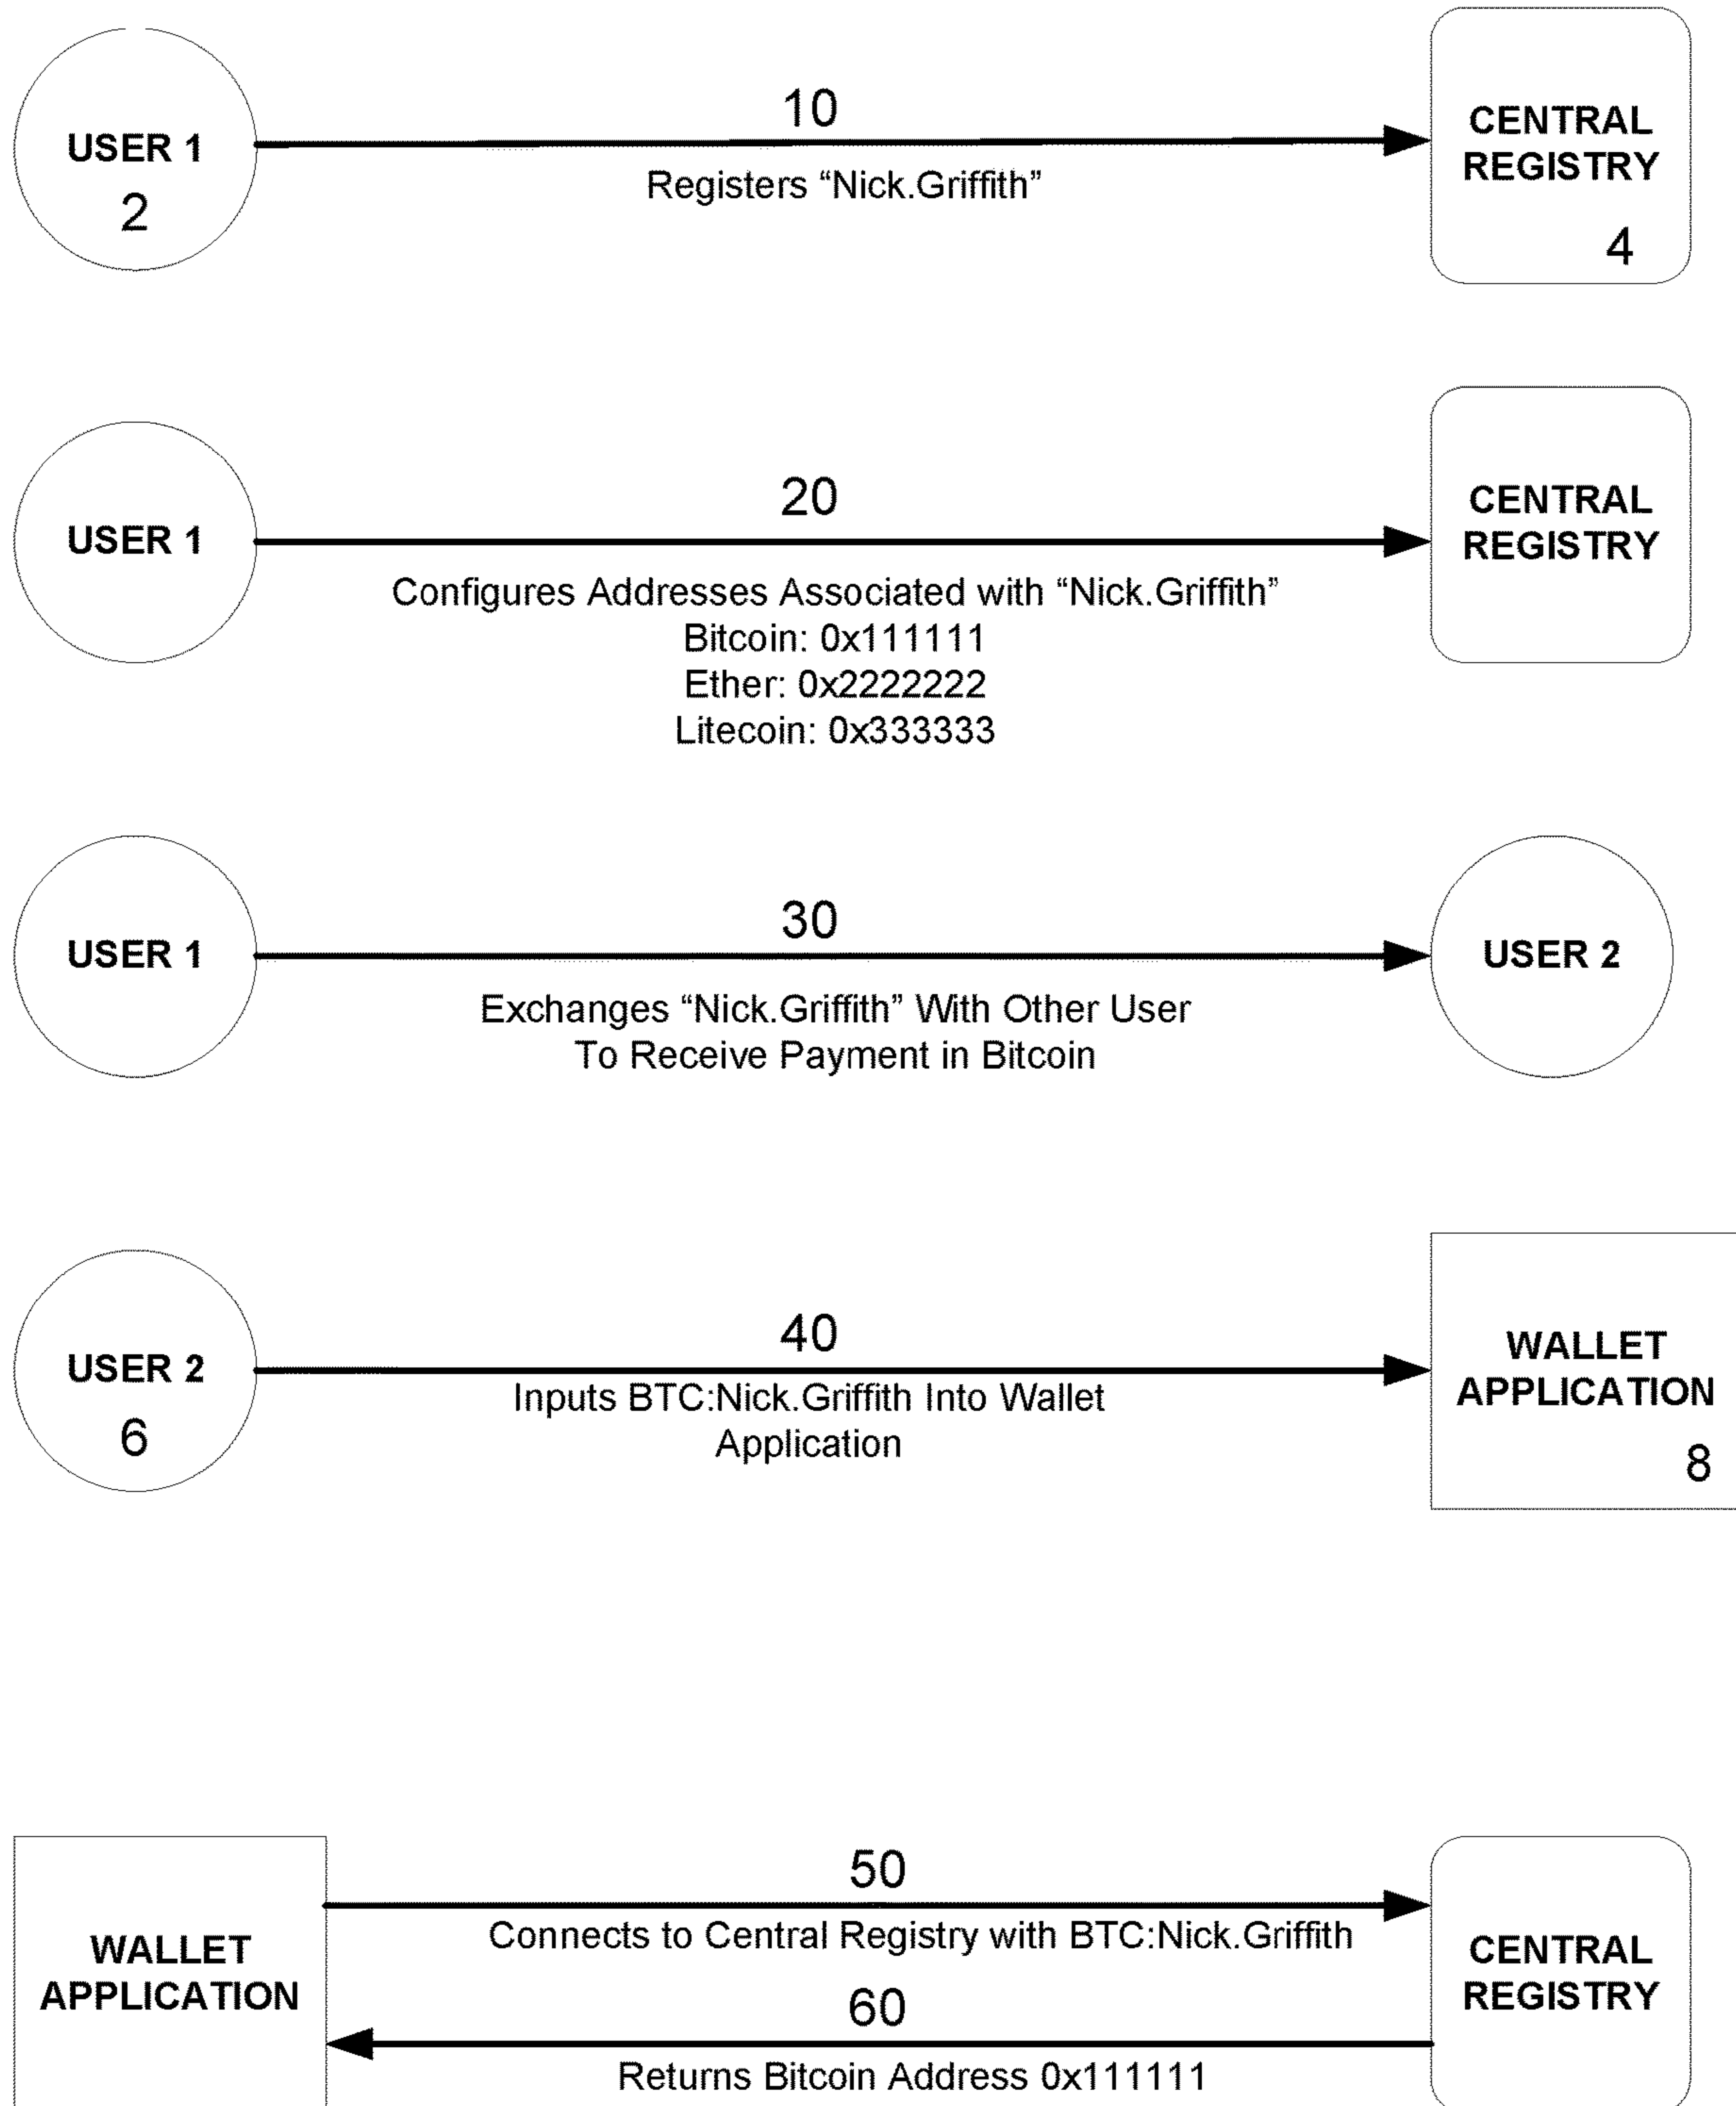 USER 1
2
10
Registers “Nick.Griffith”
CENTRAL
REGISTRY
4
USER 1
20
Configures Addresses Associated with “Nick.Griffith”
Bitcoin: 0x111111
Ether: 0x2222222
Litecoin: 0x333333
CENTRAL
REGISTRY
USER 1
30
Exchanges “Nick.Griffith” With Other User
To Receive Payment in Bitcoin
USER 2
USER 2
6
40
Inputs BTC:Nick.Griffith Into Wallet
Application
WALLET
APPLICATION
8
WALLET
APPLICATION
50
Connects to Central Registry with BTC:Nick.Griffith
60
Returns Bitcoin Address 0x111111
CENTRAL
REGISTRY